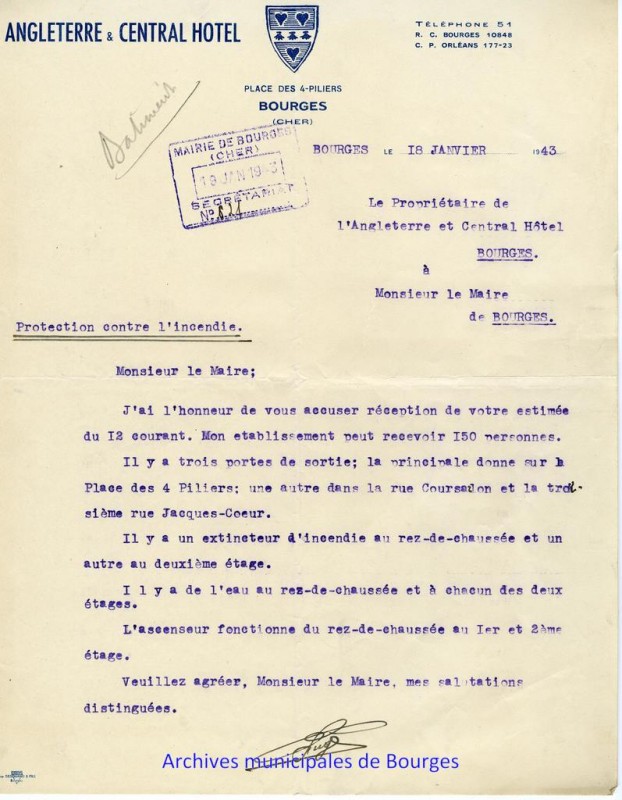 ANGLETERRE & CENTRAL HOTEL
TÉLÉPHONE 51
R. C. BOURGES 10848
C. P. ORLÉANS 177-23
PLACE DES 4-PILIERS
BOURGES
(CHER)
Batiment
MAIRIE DE BOURGES
(CHER)
19 JAN 1943
SECRÉTARIAT
No
BOURGES LE 18 JANVIER 1943
Le Propriétaire de
l'Angleterre et Central Hôtel
BOURGES.
à
Monsieur le Maire
de BOURGES.
Protection contre l'incendie.
Monsieur le Maire;
J'ai l'honneur de vous accuser réception de votre estimée
du I2 courant. Mon etablissement peut recevoir I50 personnes.
Il y a trois portes de sortie; la principale donne sur la
Place des 4 Piliers; une autre dans la rue Coursadon et la troi-
sième rue Jacques-Coeur.
Il y a un extincteur d'incendie au rez-de-chaussée et un
autre au deuxième étage.
Il y a de l'eau au rez-de-chaussée et à chacun des deux
étages.
L'ascenseur fonctionne du rez-de-chaussée au Ier et 2ème
étage.
Veuillez agréer, Monsieur le Maire, mes salutations
distinguées.
Archives municipales de Bourges